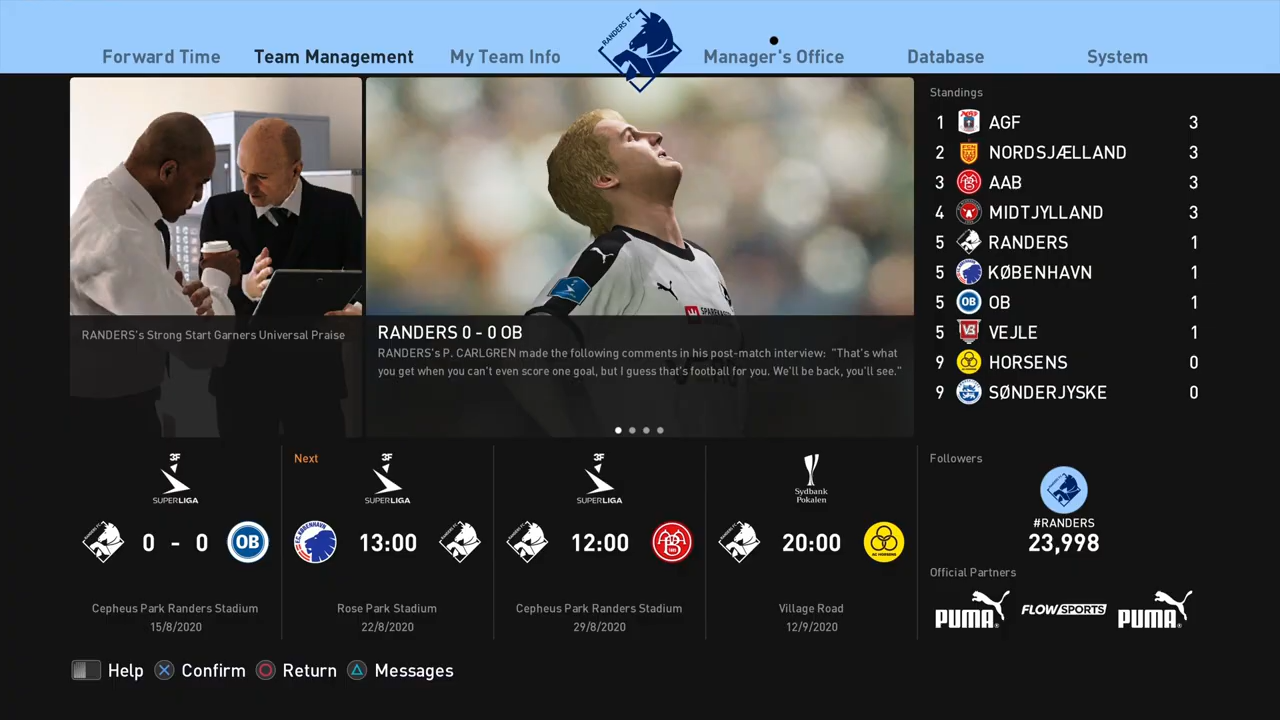 RANDERS FC
Forward Time
Team Management
My Team Info
Manager's Office
Database
System
RANDERS's Strong Start Garners Universal Praise
RANDERS 0 - 0 OB
RANDERS's P. CARLGREN made the following comments in his post-match interview: "That's what
you get when you can't even score one goal, but I guess that's football for you. We'll be back, you'll see."
Standings
1 AGF 3
2 NORDSJÆLLAND 3
3 AAB 3
4 MIDTJYLLAND 3
5 RANDERS 1
5 KØBENHAVN 1
5 OB OB 1
5 VEJLE 1
9 HORSENS 0
9 SØNDERJYSKE 0
3F
SUPERLIGA
0 - 0 OB
Cepheus Park Randers Stadium
15/8/2020
Next
3F
SUPERLIGA
13:00
Rose Park Stadium
22/8/2020
3F
SUPERLIGA
12:00
Cepheus Park Randers Stadium
29/8/2020
Sydbank
Pokalen
20:00
AC HORSENS
Village Road
12/9/2020
Followers
#RANDERS
23,998
Official Partners
PUMA FLOWSPORTS PUMA
Help Confirm Return Messages